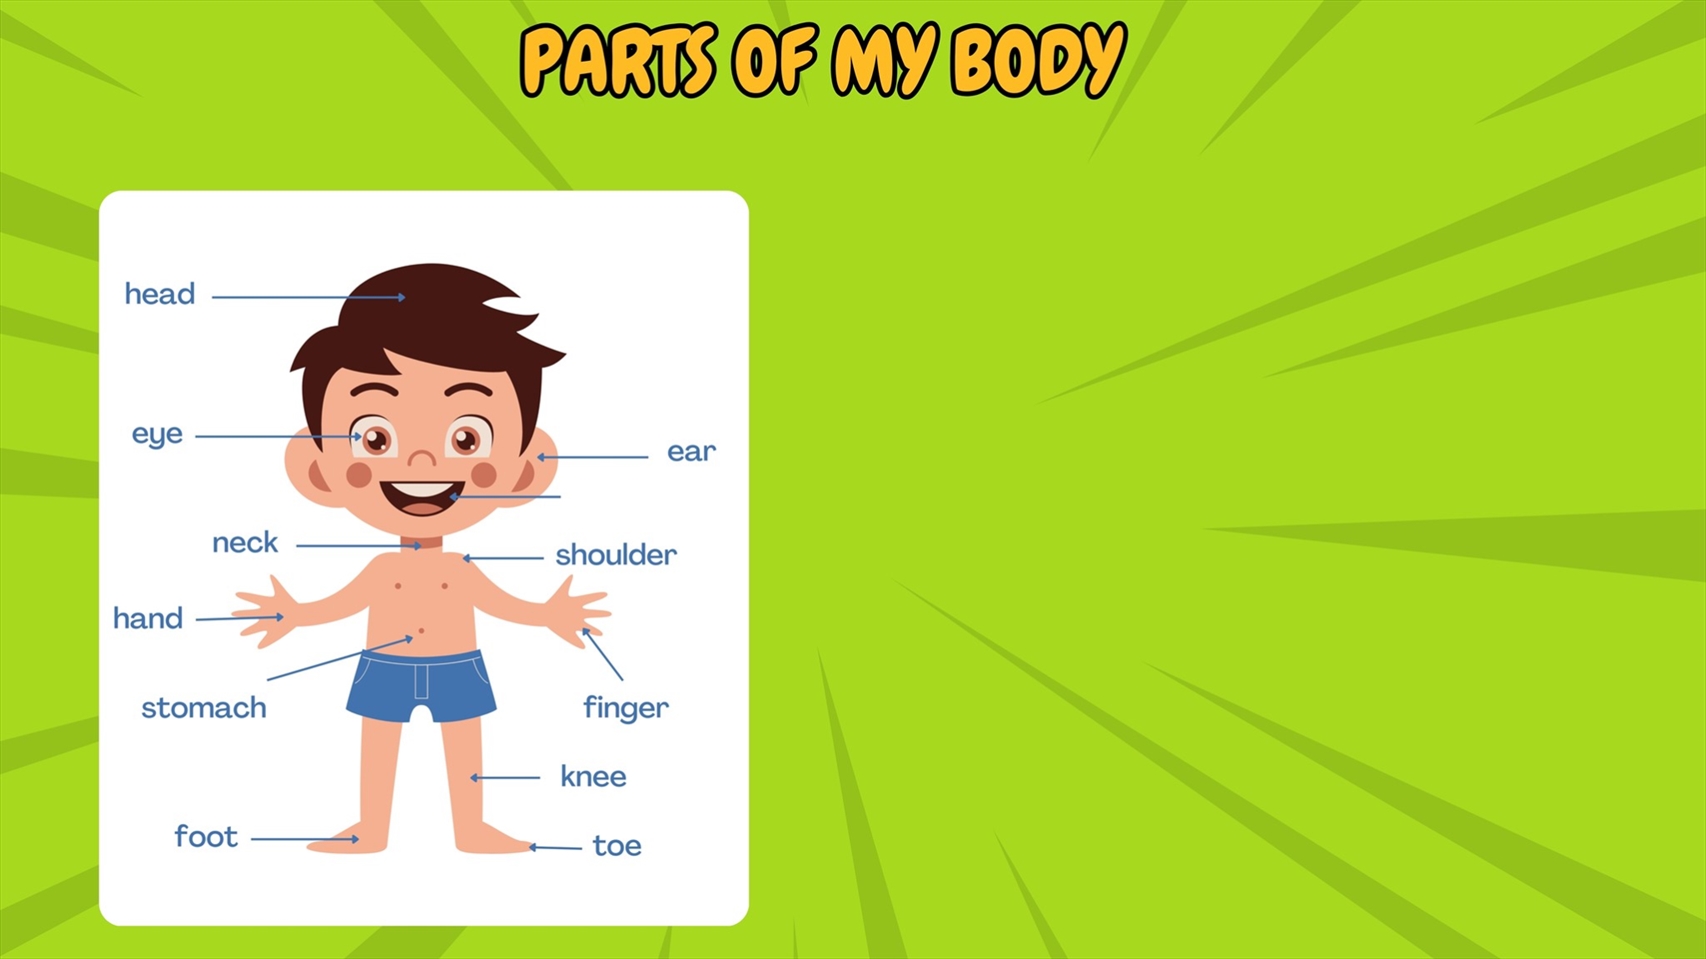 PARTS OF MY BODY
head
eye
ear
neck
shoulder
hand
stomach
finger
knee
foot
toe